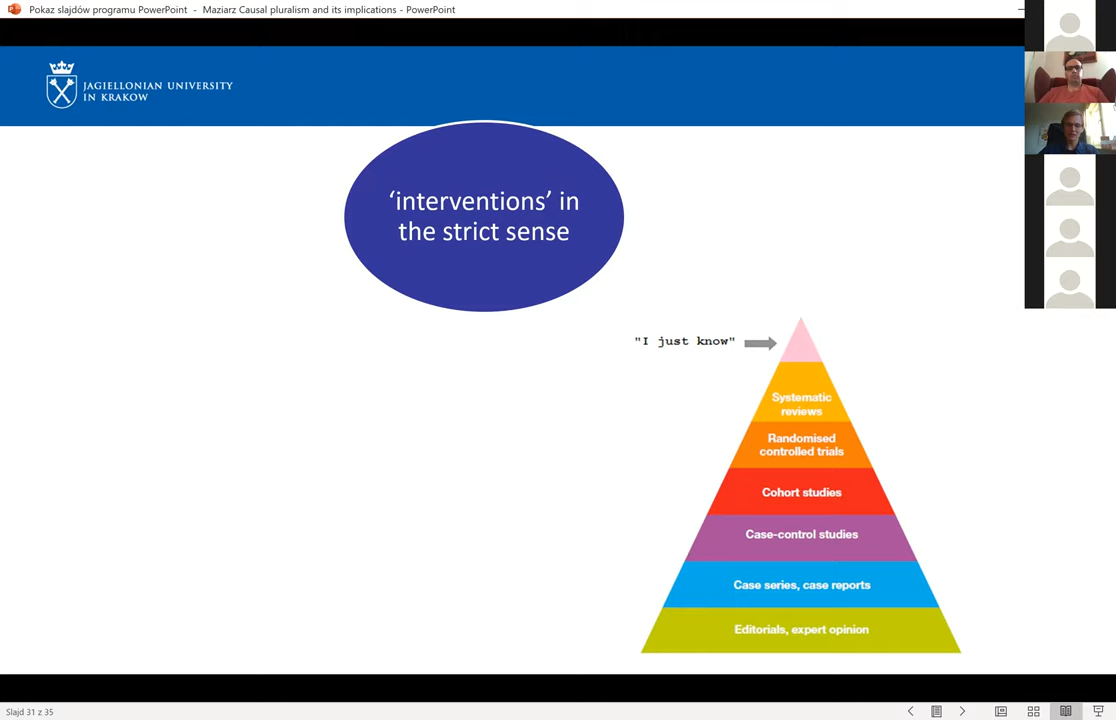 Pokaz slajdów programu PowerPoint - Maziarz Causal pluralism and its implications - PowerPoint
JAGIELLONIAN UNIVERSITY
IN KRAKOW
‘interventions’ in
the strict sense
"I just know"
Systematic
reviews
Randomised
controlled trials
Cohort studies
Case-control studies
Case series, case reports
Editorials, expert opinion
Slajd 31 z 35